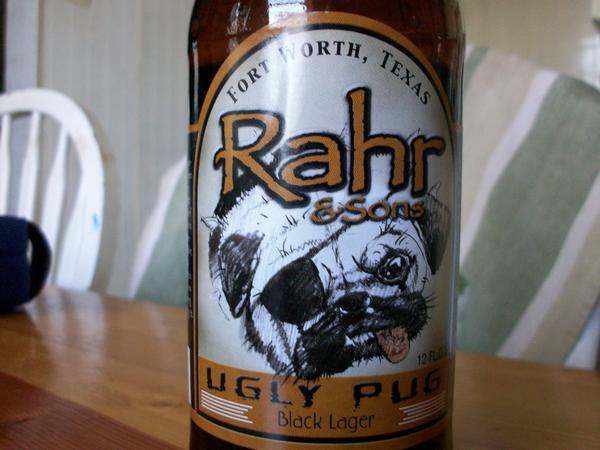 FORT WORTH, TEXAS
Rahr
& Sons
12 FL
UGLY PUG
Black Lager